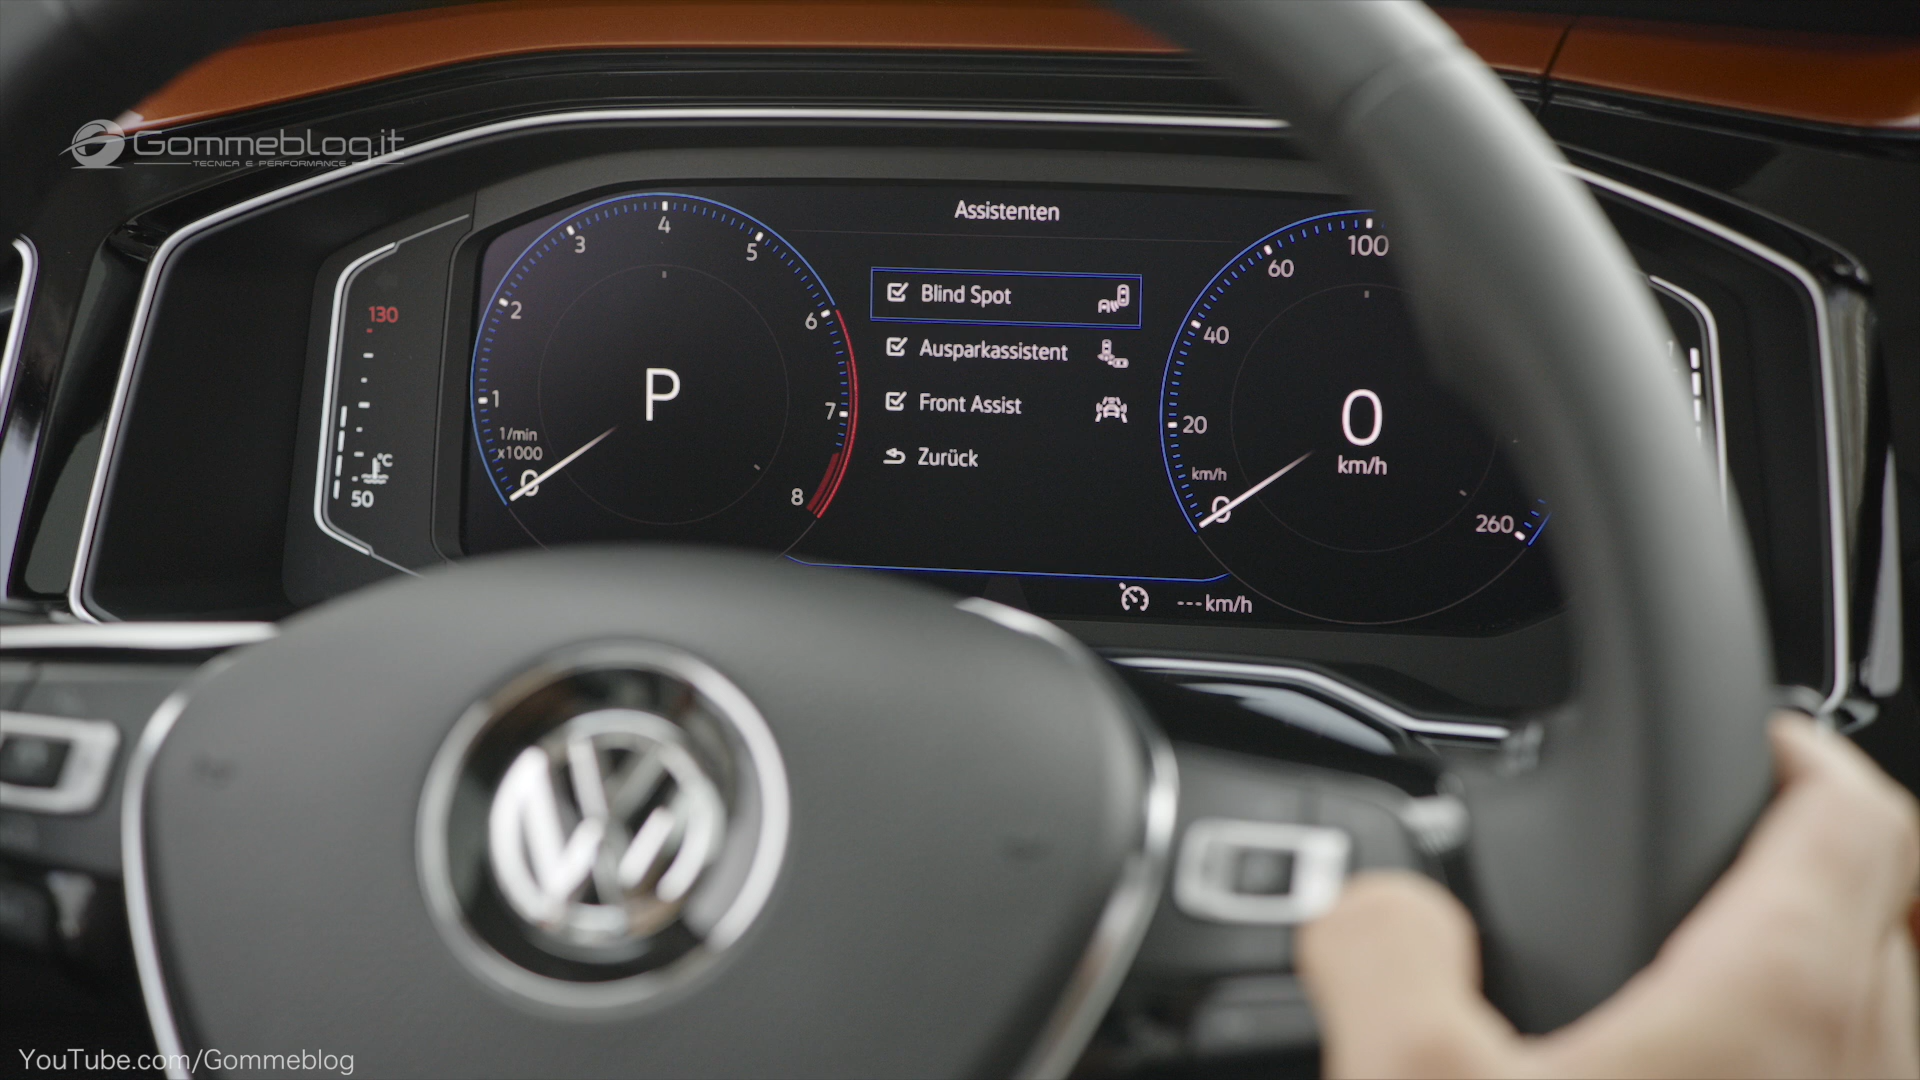 Gommeblog.it
TECNICA E PERFORMANCE
Assistenten
Blind Spot
Ausparkassistent
Front Assist
Zurück
130
°C
50
1/min
x1000
0
1
2
3
4
5
6
7
8
P
km/h
0
20
40
60
100
260
0
km/h
---km/h
YouTube.com/Gommeblog